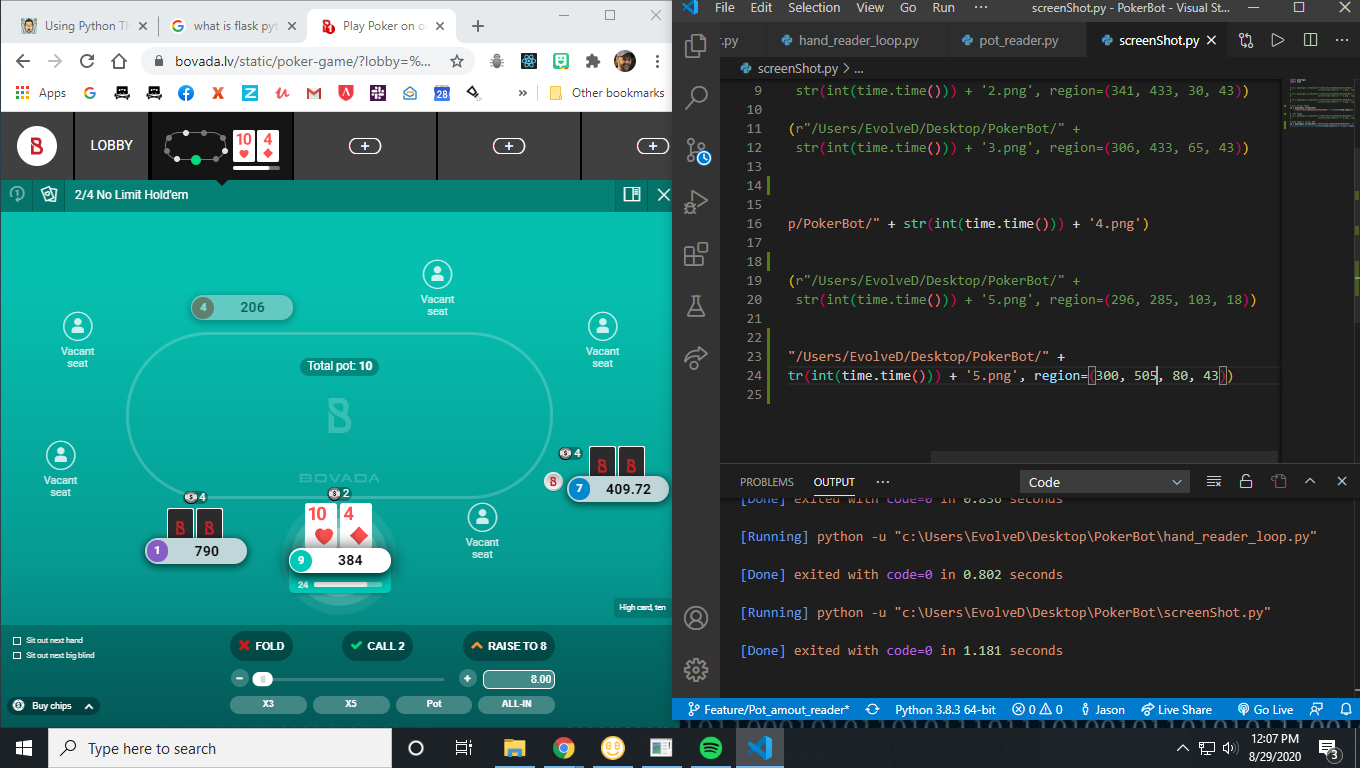 Using Python Th
what is flask pyt
Play Poker on o
bovada.lv/static/poker-game/?lobby=%...
Apps
28
Other bookmarks
LOBBY
10 4
2/4 No Limit Hold'em
4 206
Vacant
seat
Vacant
seat
Vacant
seat
Total pot: 10
BOVADA
Vacant
seat
4
7 409.72
4
1 790
2
10 4
9 384
24
Vacant
seat
High card, ten
Sit out next hand
Sit out next big blind
FOLD
CALL 2
RAISE TO 8
8.00
Buy chips
X3
X5
Pot
ALL-IN
File Edit Selection View Go Run ...
screenShot.py - PokerBot - Visual St...
.py
hand_reader_loop.py
pot_reader.py
screenShot.py
screenShot.py > ...
9 str(int(time.time())) + '2.png', region=(341, 433, 30, 43))
10
11 (r"/Users/EvolveD/Desktop/PokerBot/" +
12 str(int(time.time())) + '3.png', region=(306, 433, 65, 43))
13
14
15
16 p/PokerBot/" + str(int(time.time())) + '4.png')
17
18
19 (r"/Users/EvolveD/Desktop/PokerBot/" +
20 str(int(time.time())) + '5.png', region=(296, 285, 103, 18))
21
22
23 "/Users/EvolveD/Desktop/PokerBot/" +
24 tr(int(time.time())) + '5.png', region=(300, 505, 80, 43))
25
PROBLEMS
OUTPUT
...
Code
[Done] exited with code=0 in 0.836 seconds
[Running] python -u "c:\Users\EvolveD\Desktop\PokerBot\hand_reader_loop.py"
[Done] exited with code=0 in 0.802 seconds
[Running] python -u "c:\Users\EvolveD\Desktop\PokerBot\screenShot.py"
[Done] exited with code=0 in 1.181 seconds
Feature/Pot_amout_reader*
Python 3.8.3 64-bit
0
0
Jason
Live Share
Go Live
Type here to search
12:07 PM
8/29/2020
3